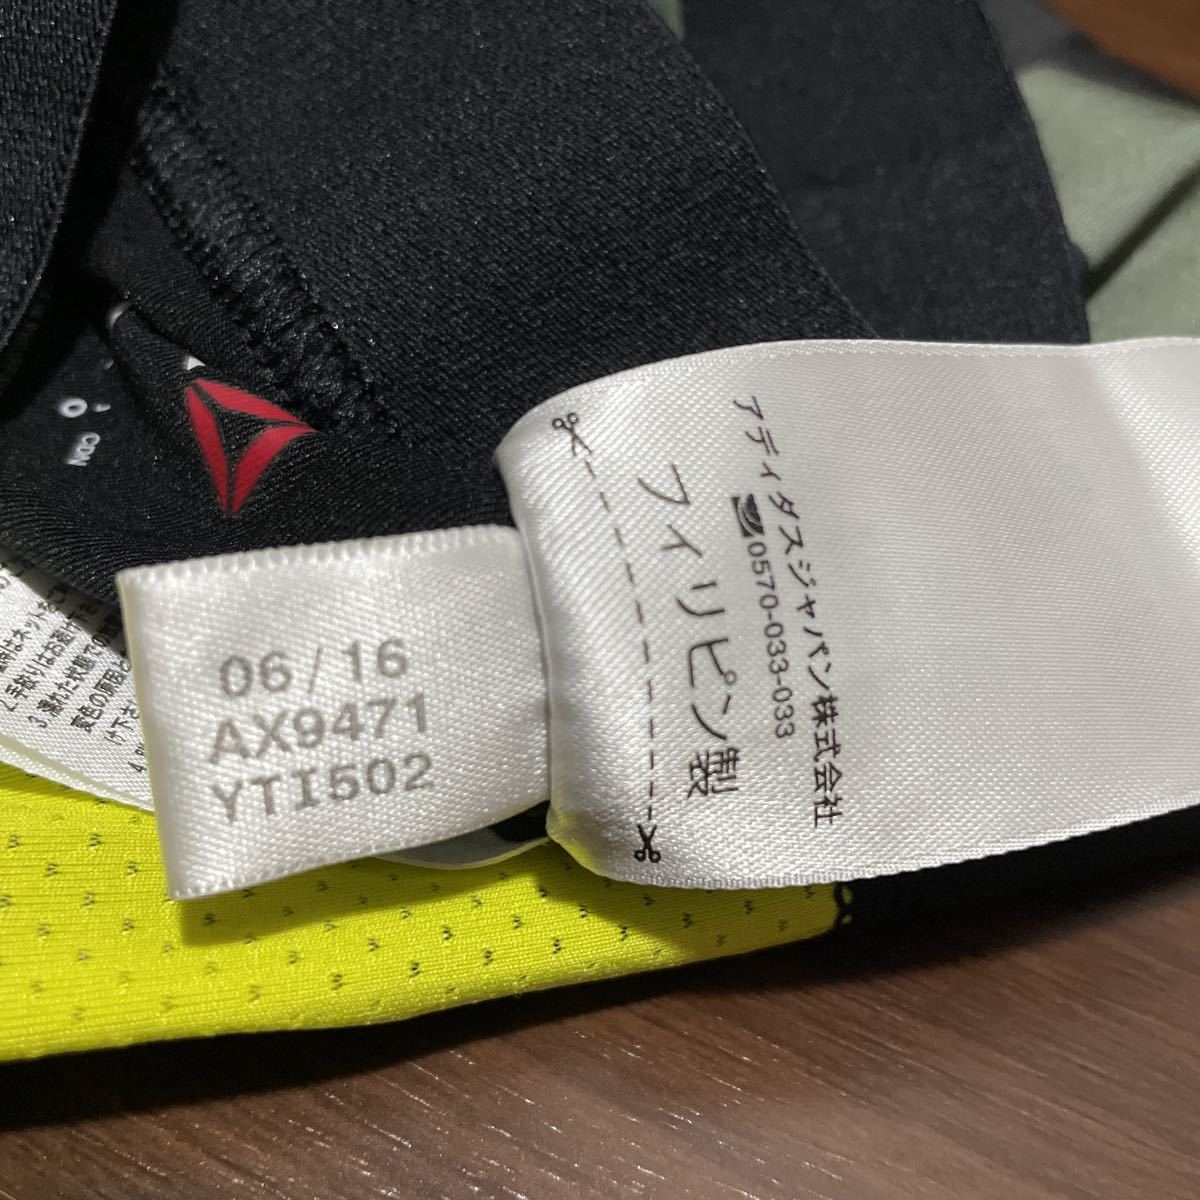 06/16
AX9471
YTI502
フィリピン製
アディダスジャパン株式会社
0570-033-033
CDN